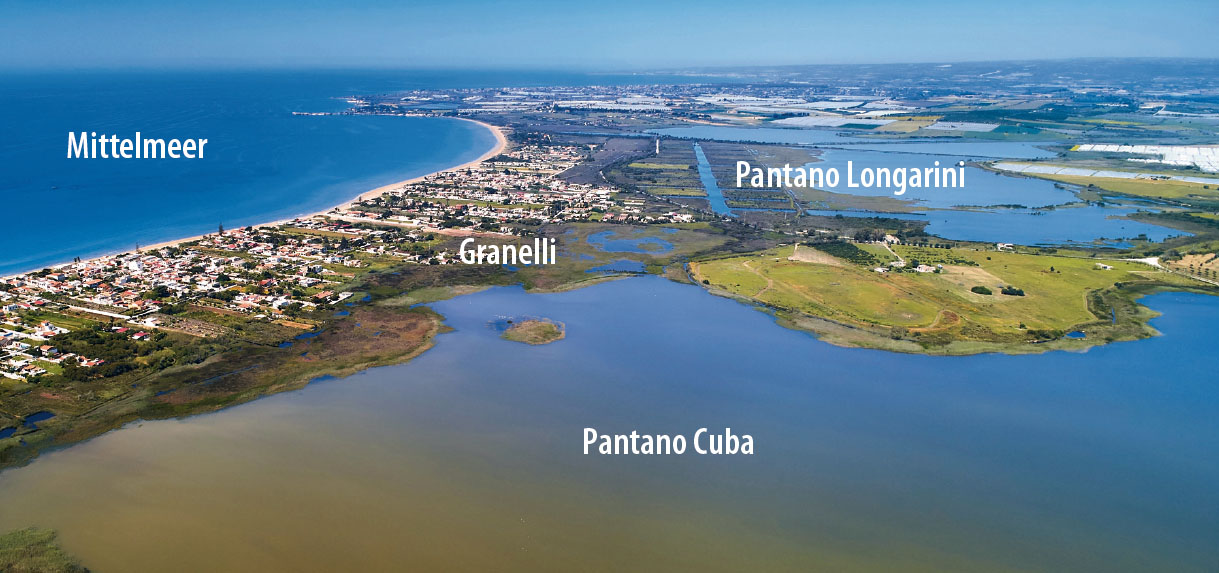 Mittelmeer
Pantano Longarini
Granelli
Pantano Cuba